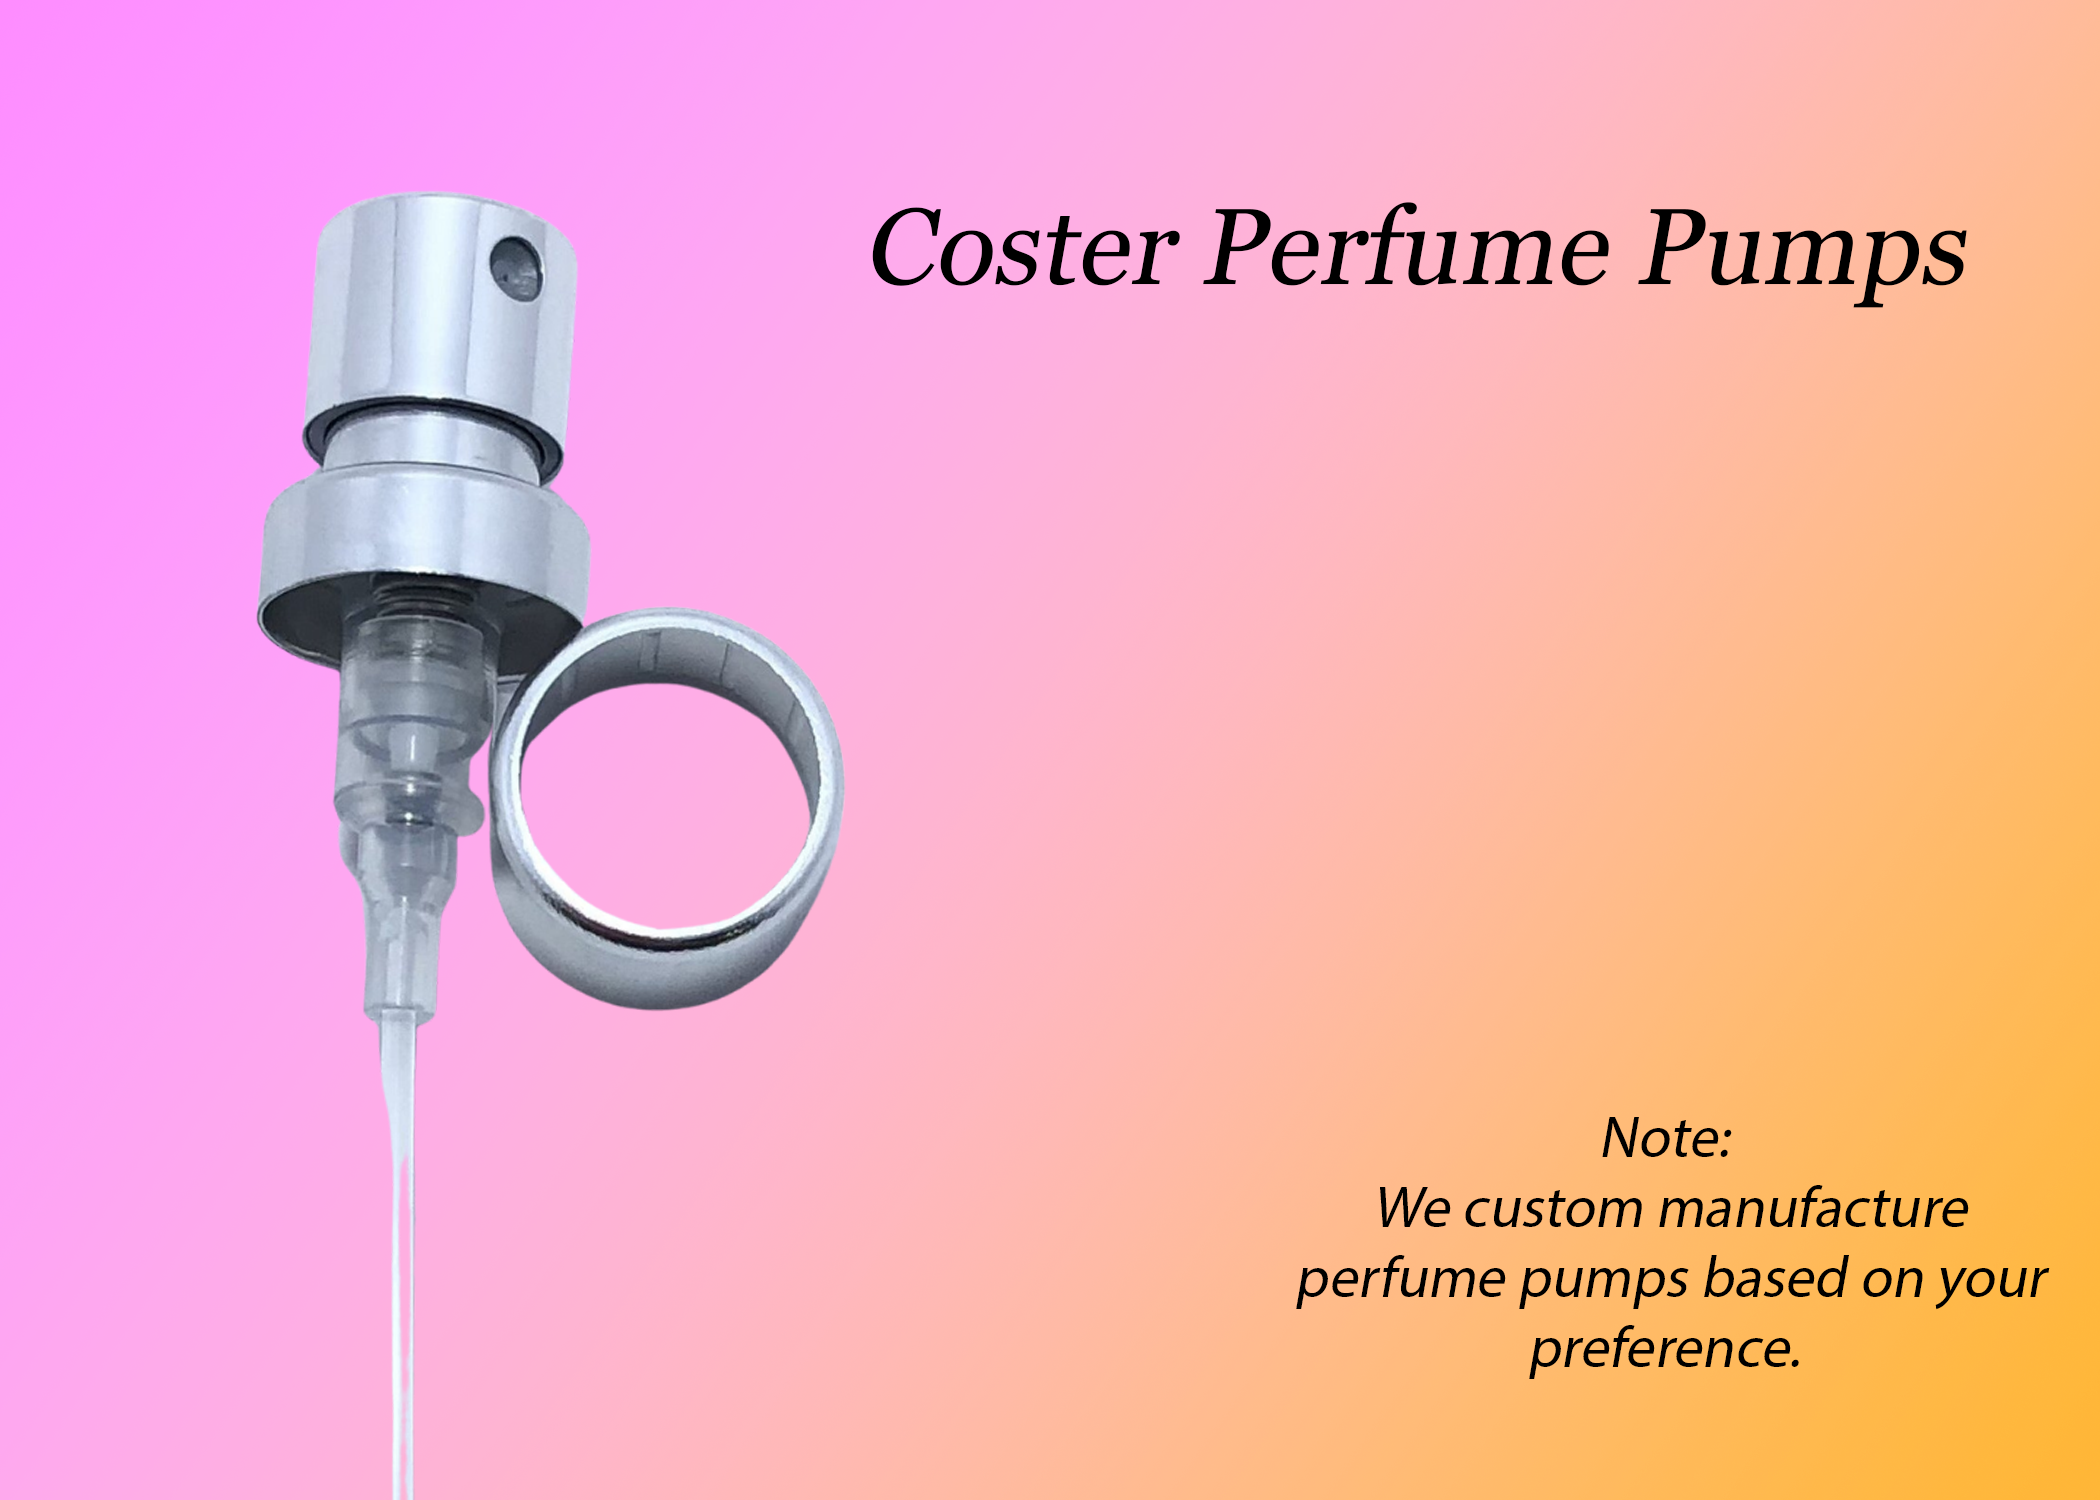 Coster Perfume Pumps
Note:
We custom manufacture
perfume pumps based on your
preference.